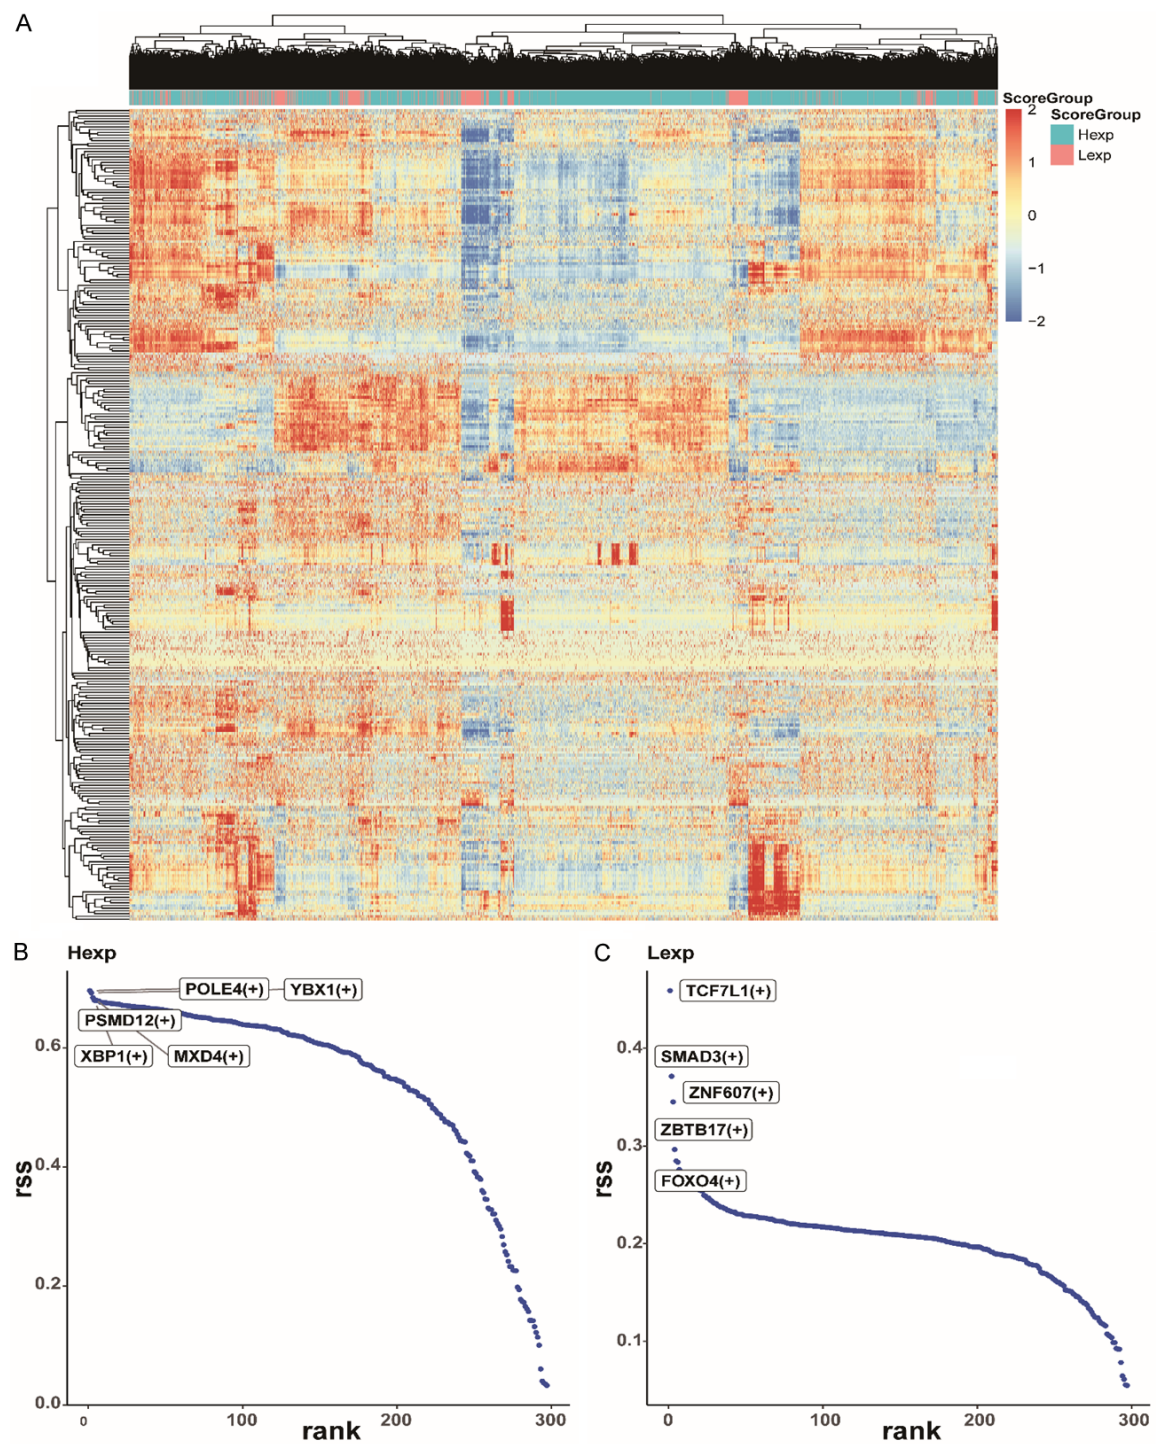 A
ScoreGroup
2
1
0
−1
−2
ScoreGroup
Hexp
Lexp
B
Hexp
POLE4(+)
YBX1(+)
PSMD12(+)
XBP1(+)
MXD4(+)
0.6
0.4
0.2
0.0
rss
0
100
200
300
rank
C
Lexp
TCF7L1(+)
SMAD3(+)
ZNF607(+)
ZBTB17(+)
FOXO4(+)
0.4
0.3
0.2
0.1
rss
0
100
200
300
rank